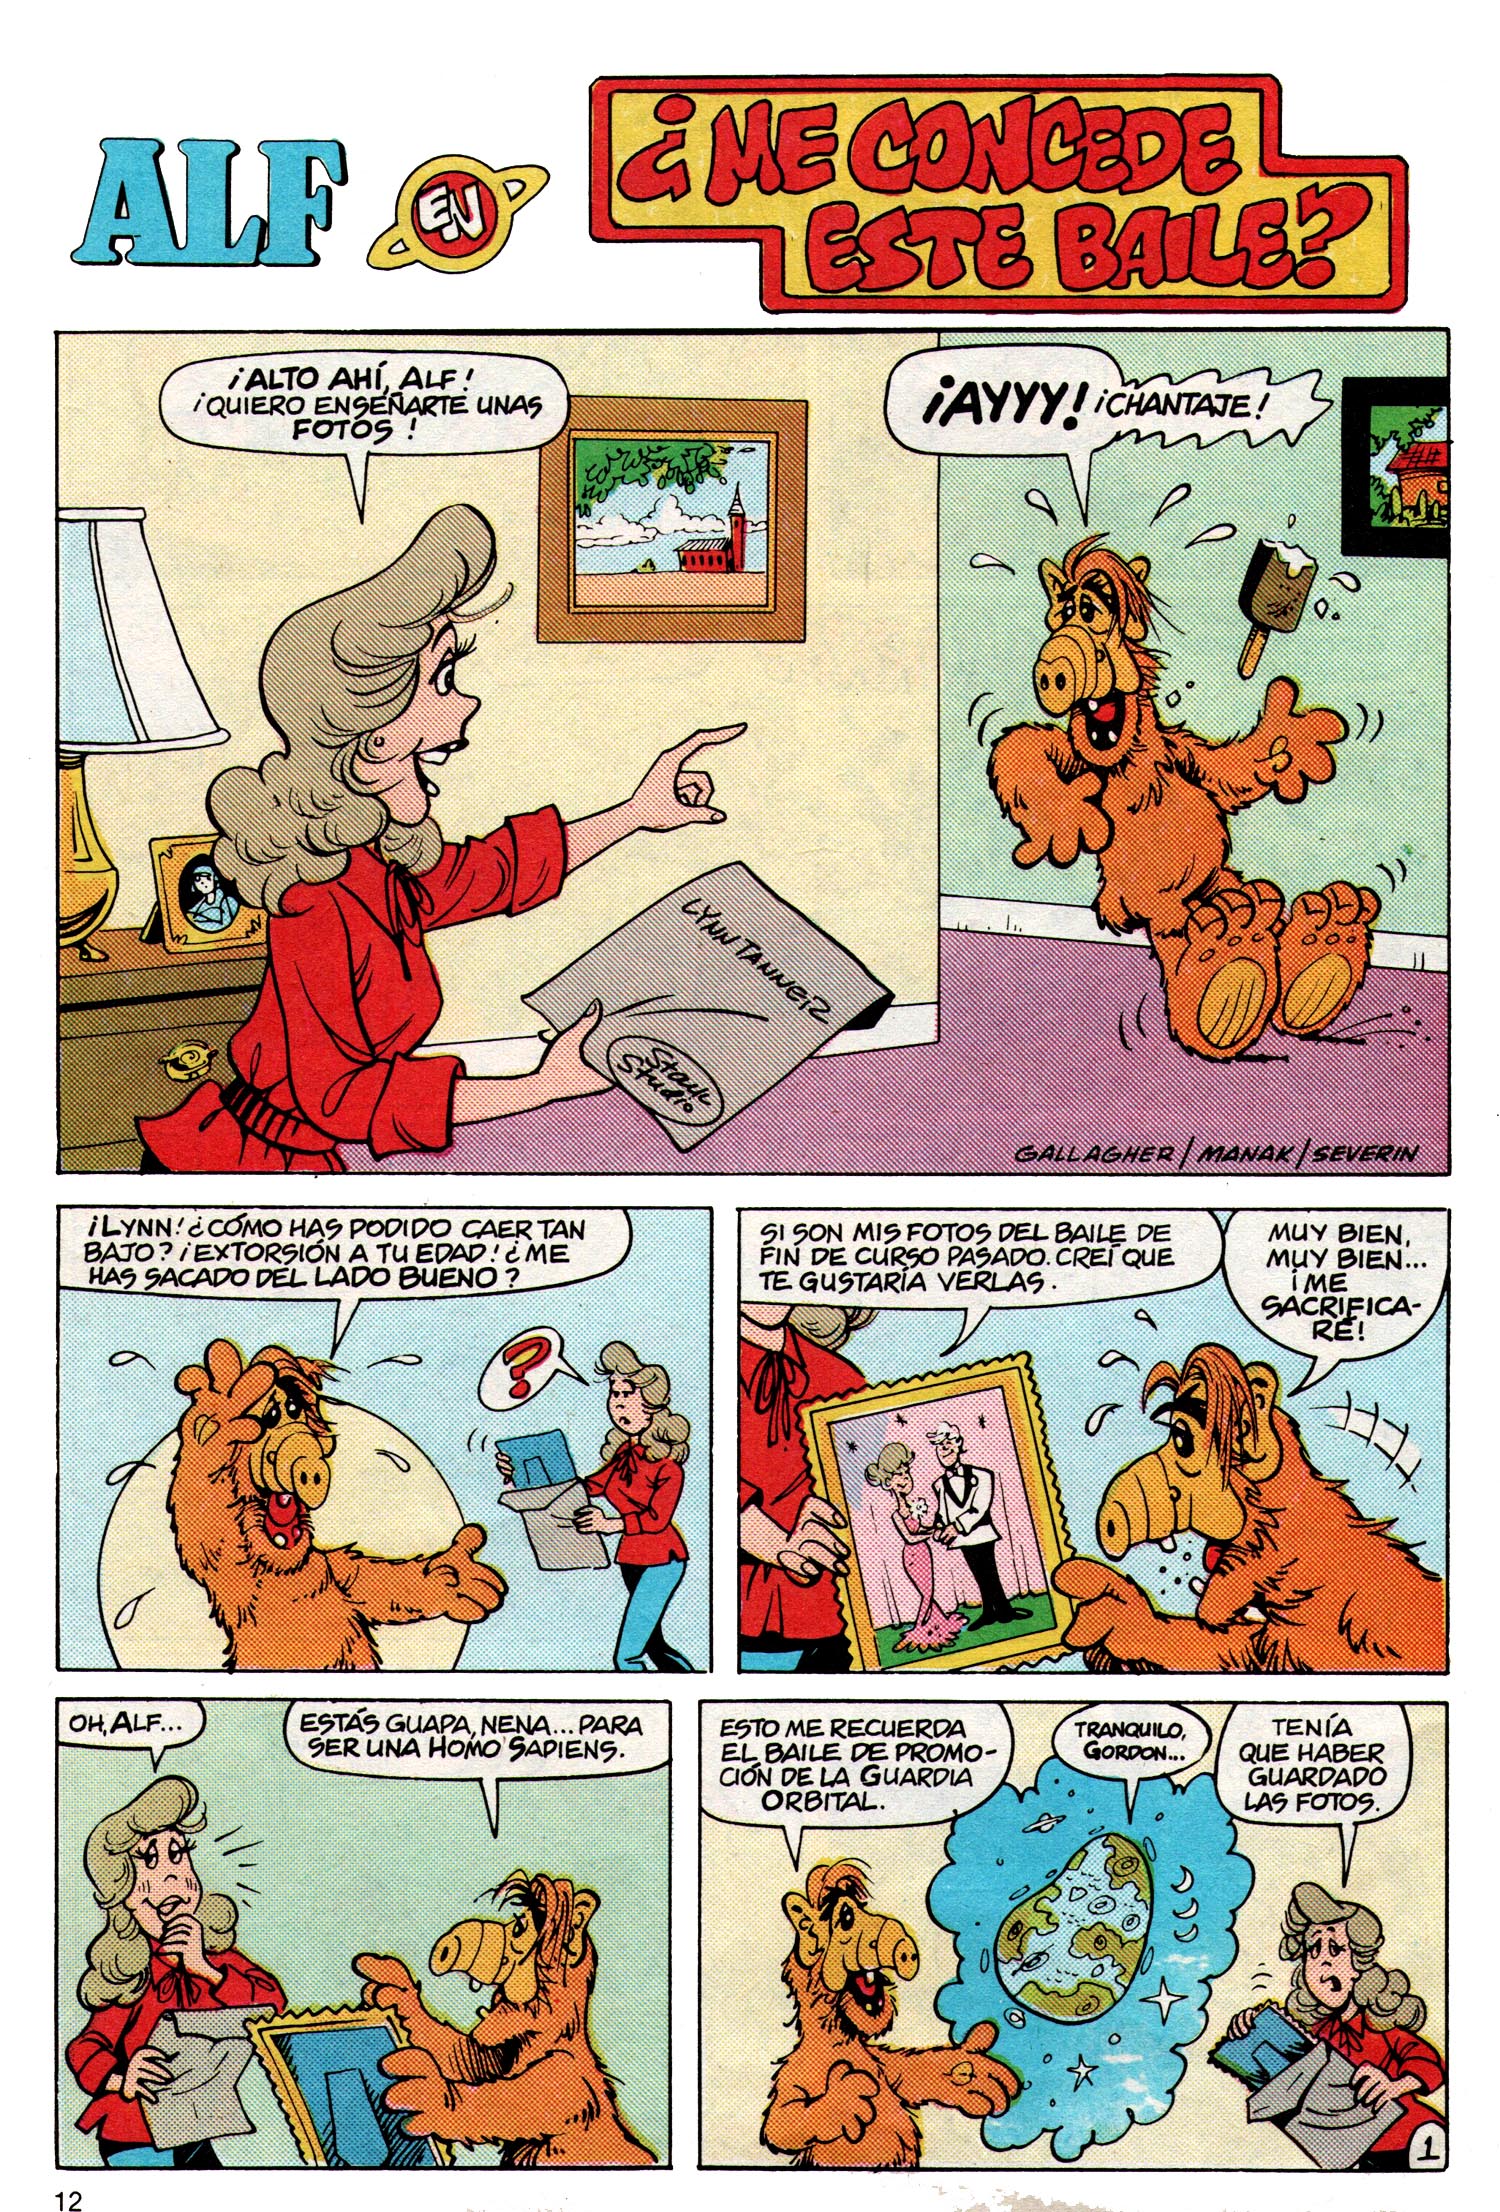 ALF EN
¿ME CONCEDE
ESTE BAILE?
¡ALTO AHÍ, ALF!
¡QUIERO ENSEÑARTE UNAS
FOTOS!
¡AYYY! ¡CHANTAJE!
LYNN TANNER
Stark
Studio
GALLAGHER/MANAK/SEVERIN
¡LYNN! ¿CÓMO HAS PODIDO CAER TAN
BAJO? ¡EXTORSIÓN A TU EDAD! ¿ME
HAS SACADO DEL LADO BUENO?
?
SI SON MIS FOTOS DEL BAILE DE
FIN DE CURSO PASADO. CREÍ QUE
TE GUSTARÍA VERLAS.
MUY BIEN,
MUY BIEN...
¡ME
SACRIFICA-
RÉ!
OH, ALF...
ESTÁS GUAPA, NENA... PARA
SER UNA HOMO SAPIENS.
ESTO ME RECUERDA
EL BAILE DE PROMO-
CIÓN DE LA GUARDIA
ORBITAL.
TRANQUILO,
GORDON...
TENÍA
QUE HABER
GUARDADO
LAS FOTOS.
1
12